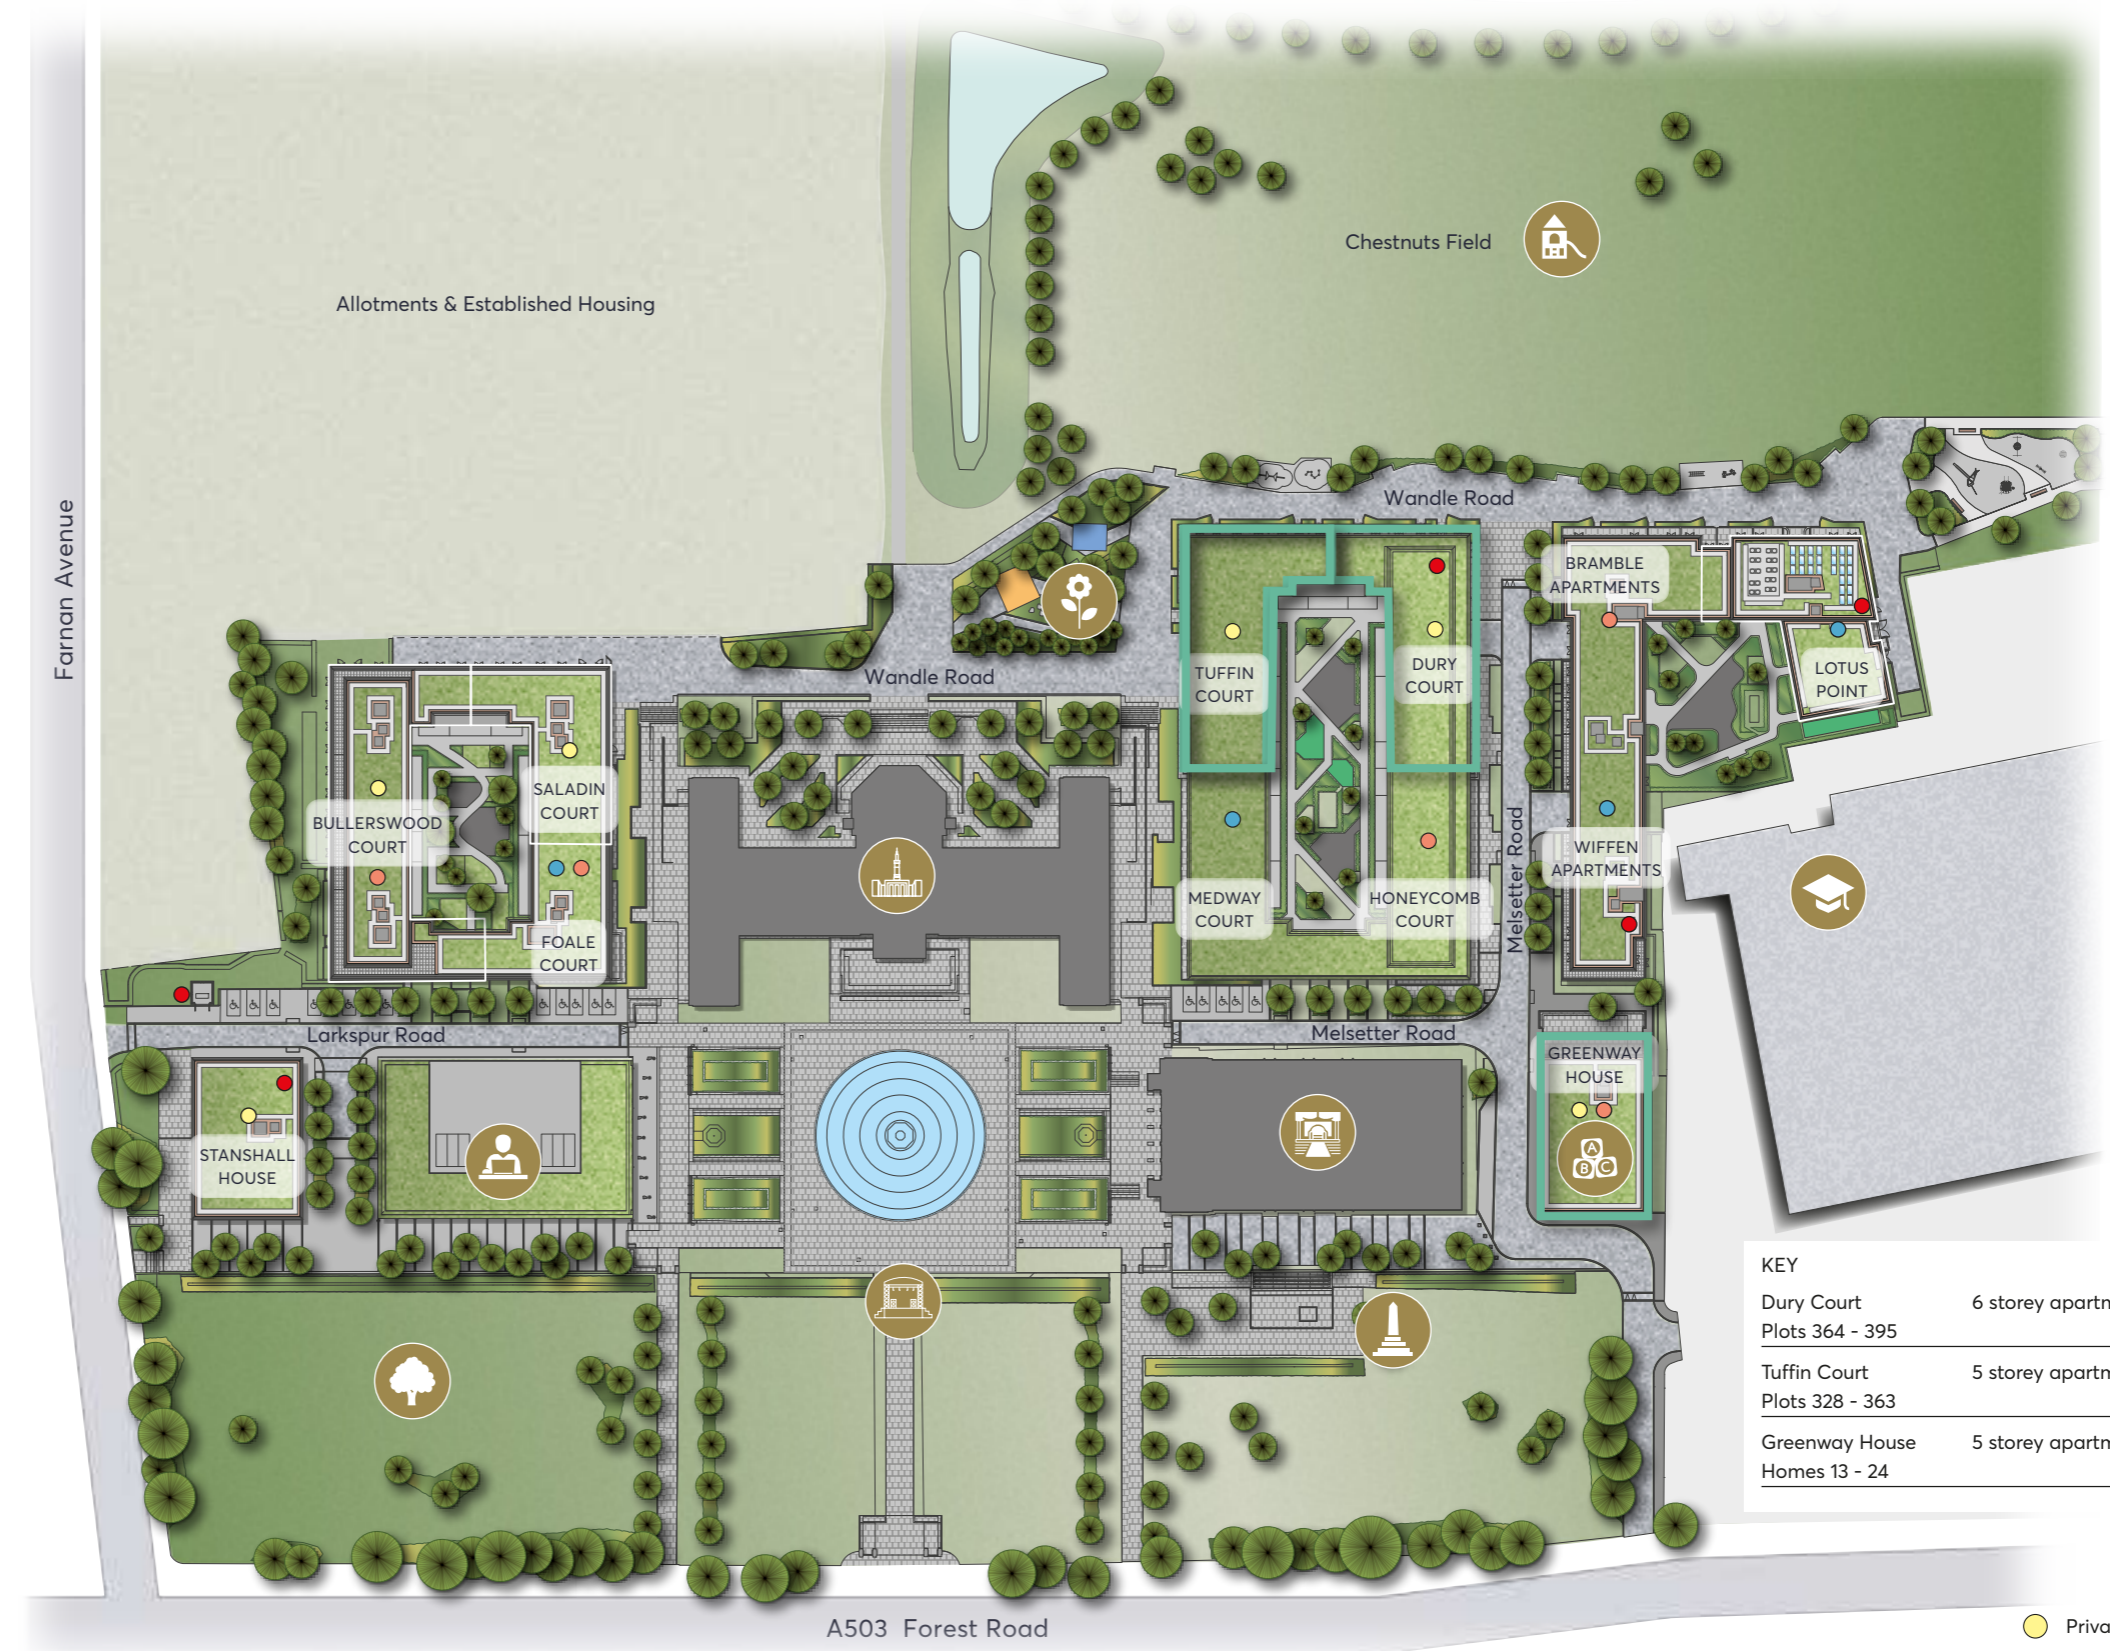 Chestnuts Field
Allotments & Established Housing
Farnan Avenue
Wandle Road
BRAMBLE
APARTMENTS
TUFFIN
COURT
DURY
COURT
LOTUS
POINT
Wandle Road
SALADIN
COURT
BULLERSWOOD
COURT
WIFFEN
APARTMENTS
Melsetter Road
MEDWAY
COURT
HONEYCOMB
COURT
FOALE
COURT
Larkspur Road
Melsetter Road
GREENWAY
HOUSE
A
B C
STANSHALL
HOUSE
KEY
Dury Court 6 storey apartm
Plots 364 - 395
Tuffin Court 5 storey apartm
Plots 328 - 363
Greenway House 5 storey apartm
Homes 13 - 24
A503 Forest Road
Priva